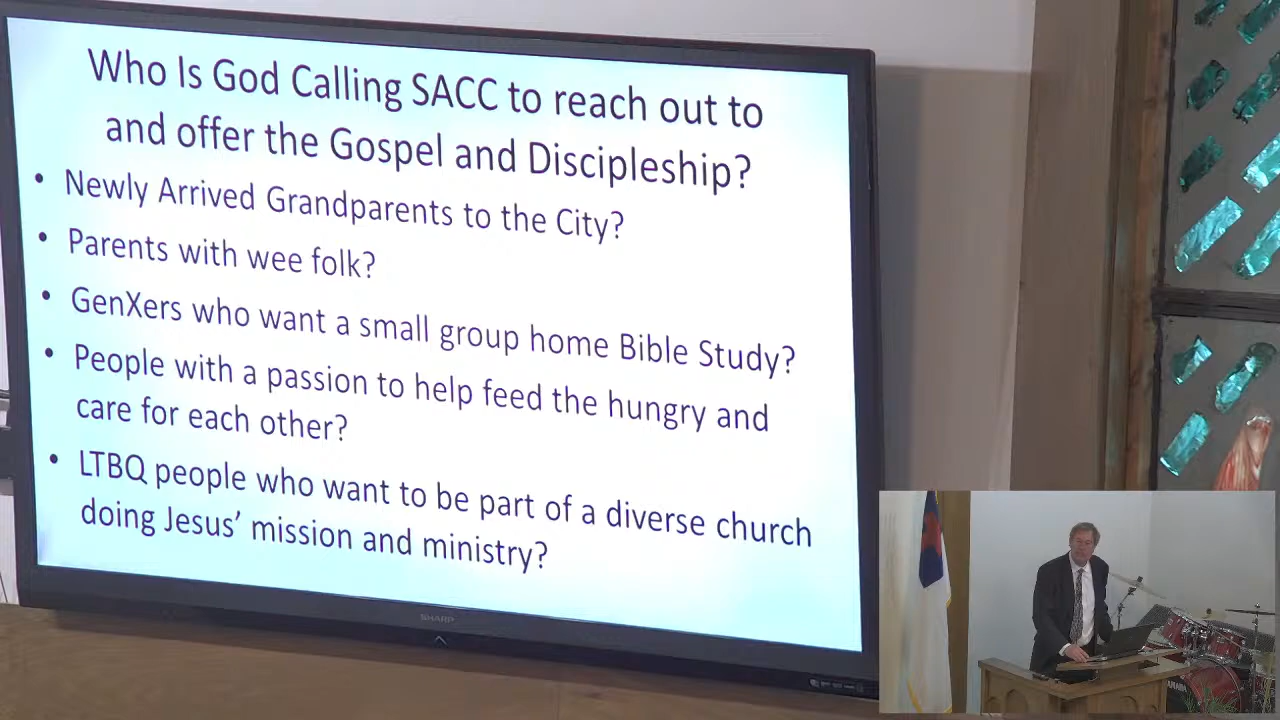 Who Is God Calling SACC to reach out to
and offer the Gospel and Discipleship?
• Newly Arrived Grandparents to the City?
• Parents with wee folk?
• GenXers who want a small group home Bible Study?
• People with a passion to help feed the hungry and
care for each other?
• LTBQ people who want to be part of a diverse church
doing Jesus’ mission and ministry?
SHARP
YAMAHA